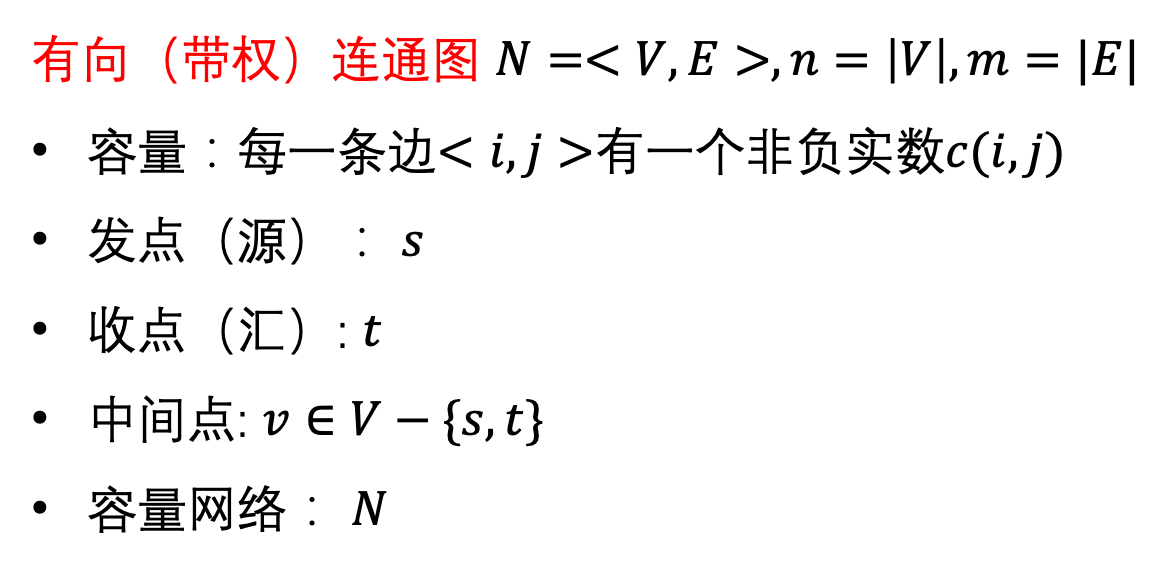 有向（带权）连通图 N =< V, E >, n = |V|, m = |E|
• 容量：每一条边< i, j >有一个非负实数c(i, j)
• 发点（源）： s
• 收点（汇）: t
• 中间点: v ∈ V − {s, t}
• 容量网络： N